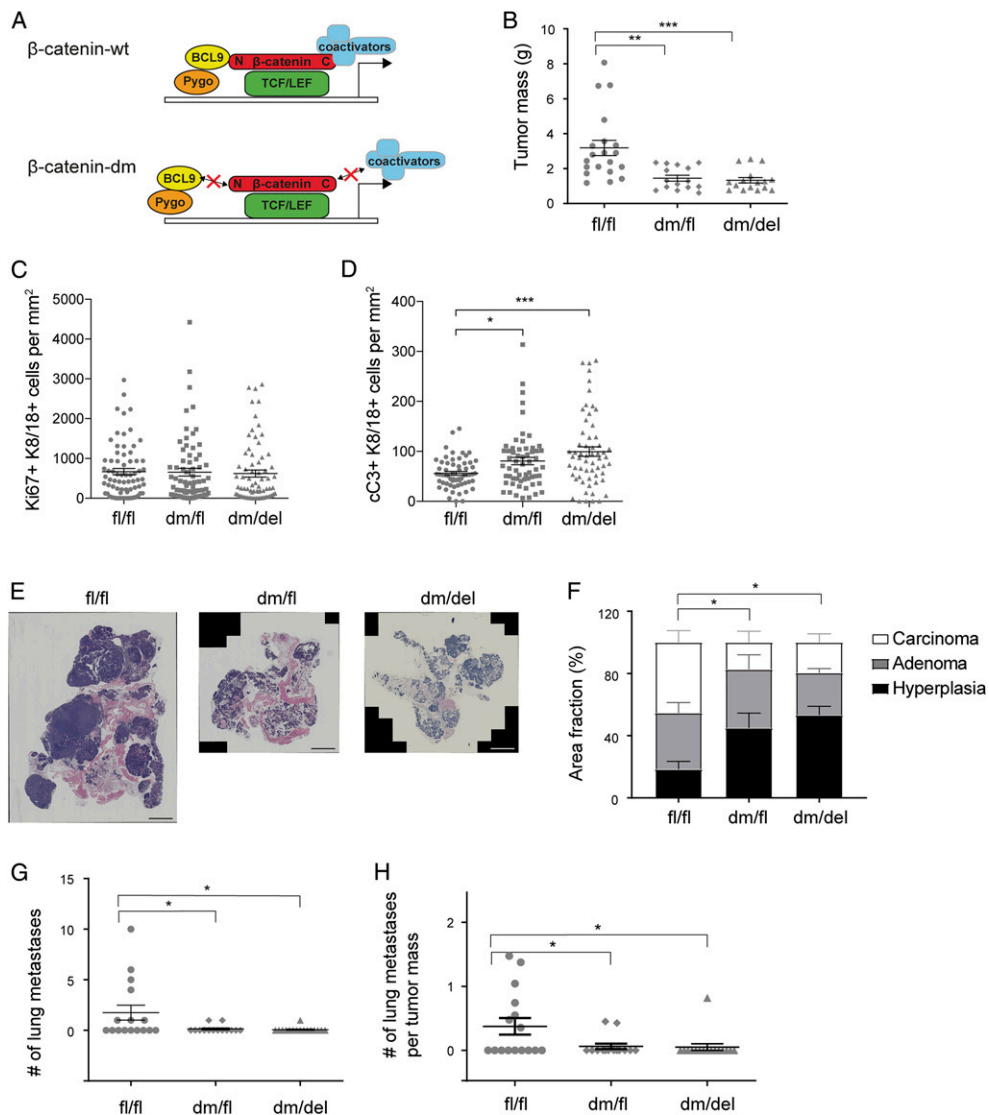 A
β-catenin-wt
BCL9
N β-catenin C
coactivators
Pygo
TCF/LEF
β-catenin-dm
BCL9
N β-catenin C
coactivators
Pygo
TCF/LEF
B
Tumor mass (g)
10
8
6
4
2
0
**
***
fl/fl dm/fl dm/del
C
Ki67+ K8/18+ cells per mm²
5000
4000
3000
2000
1000
0
fl/fl dm/fl dm/del
D
cC3+ K8/18+ cells per mm²
400
300
200
100
0
*
***
fl/fl dm/fl dm/del
E
fl/fl dm/fl dm/del
F
Area fraction (%)
120
80
40
0
*
*
Carcinoma
Adenoma
Hyperplasia
fl/fl dm/fl dm/del
G
# of lung metastases
15
10
5
0
*
*
fl/fl dm/fl dm/del
H
# of lung metastases
per tumor mass
2
1
0
*
*
fl/fl dm/fl dm/del